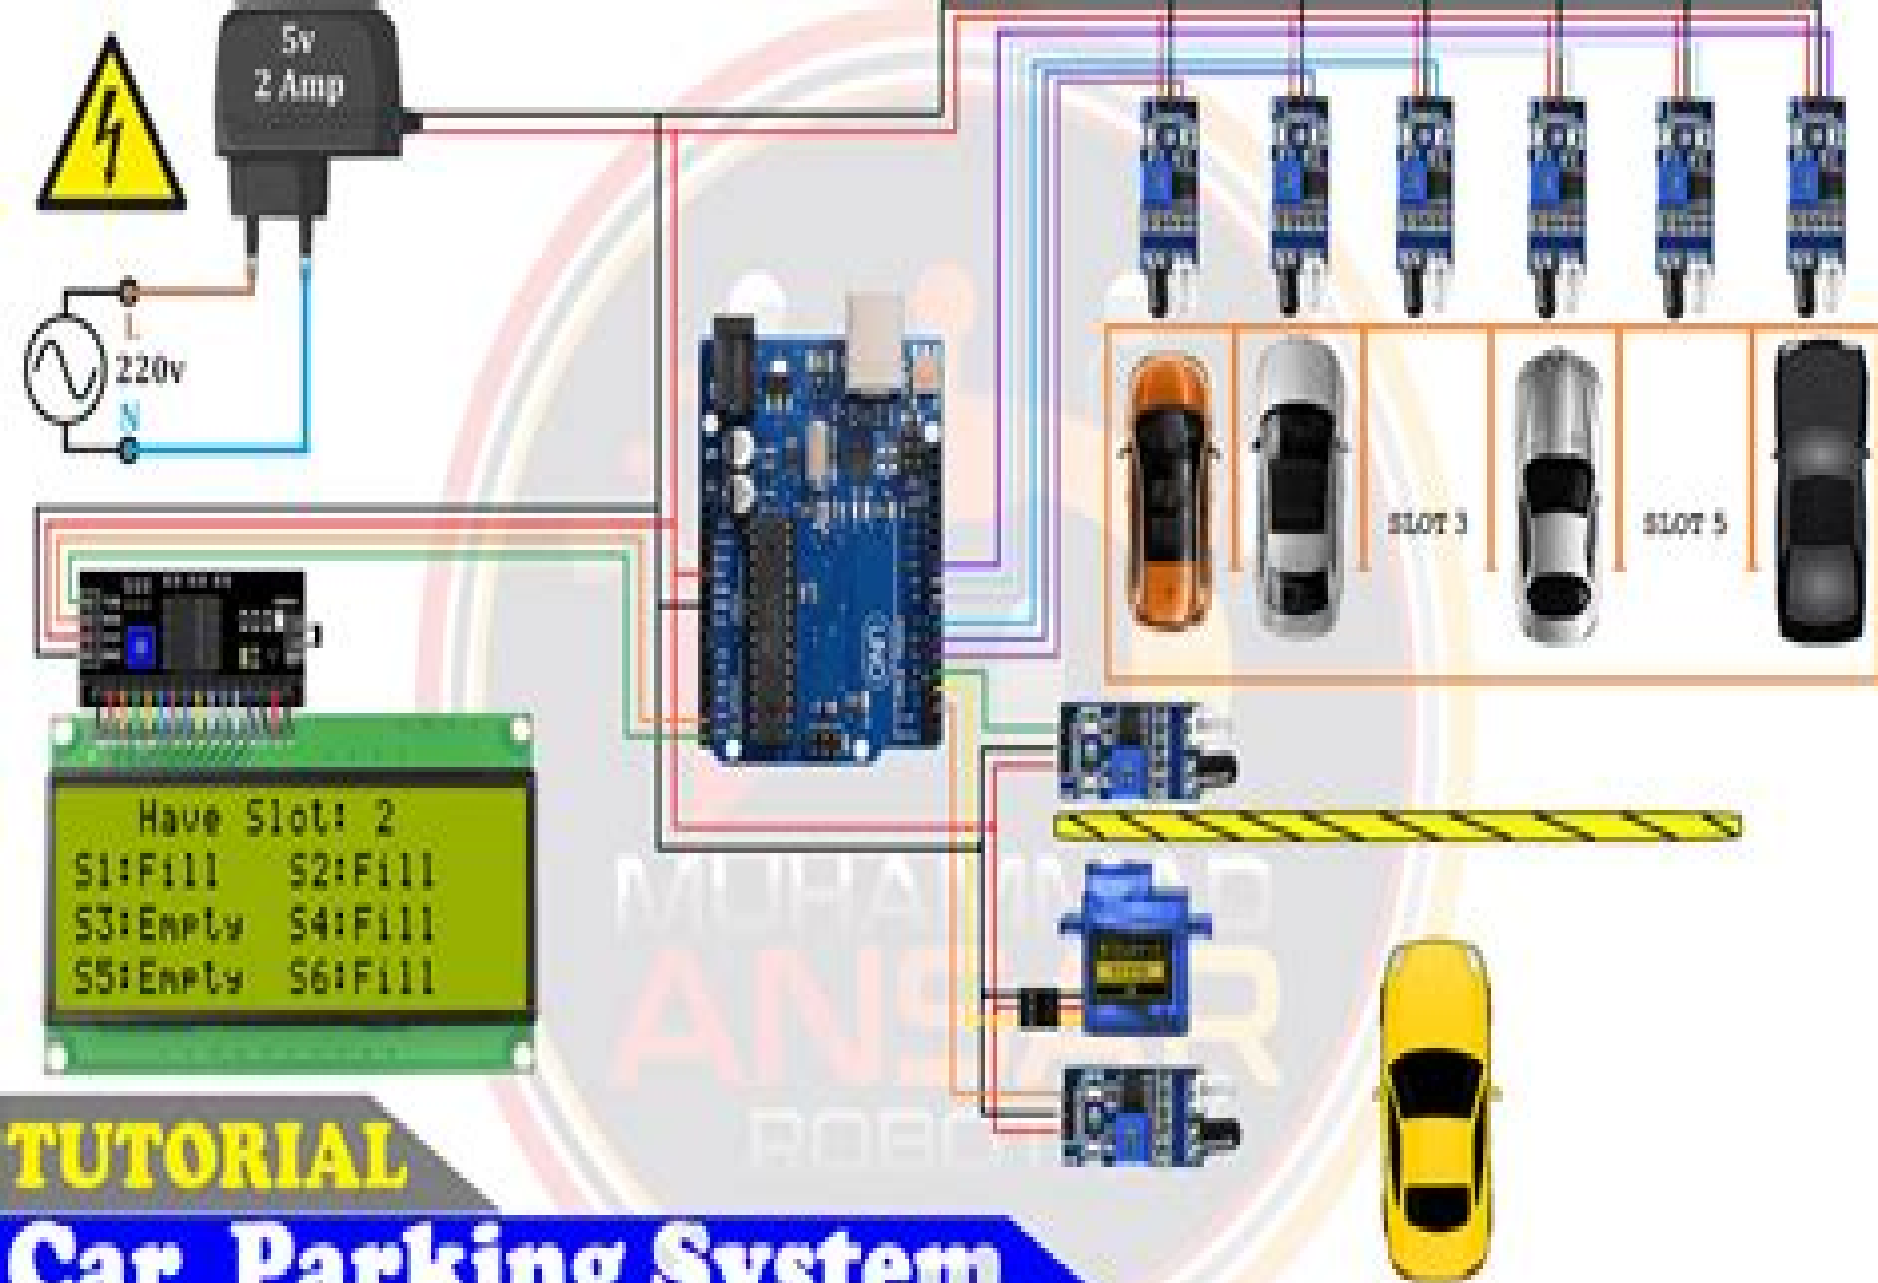 5v
2 Amp
L
220v
N
SLOT 3
SLOT 5
UNO
Have Slot: 2
S1:Fill S2:Fill
S3:Empty S4:Fill
S5:Empty S6:Fill
MUHAMMAD
ANSAR
TUTORIAL
Car Parking System